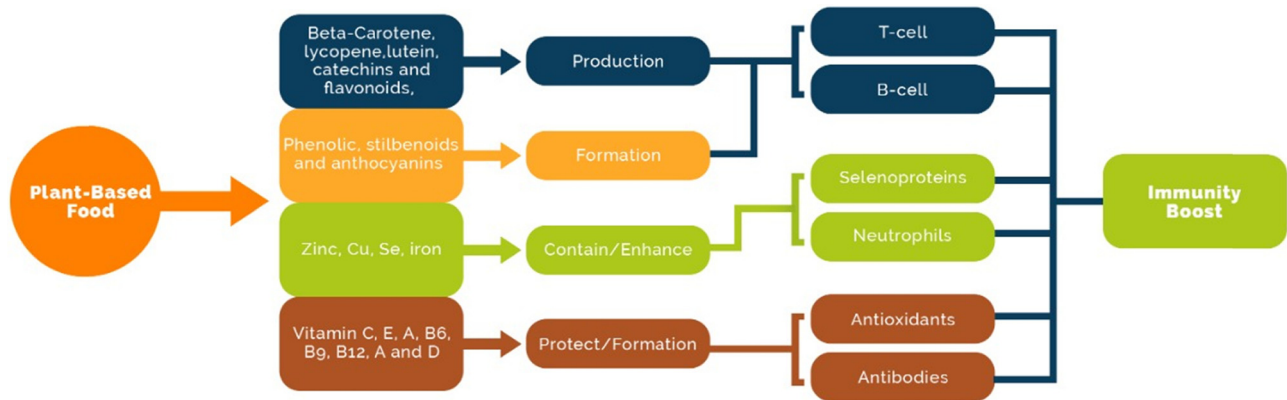 Beta-Carotene,
lycopene,lutein,
catechins and
flavonoids,
Production
T-cell
B-cell
Phenolic, stilbenoids
and anthocyanins
Formation
Plant-Based
Food
Selenoproteins
Neutrophils
Immunity
Boost
Zinc, Cu, Se, iron
Contain/Enhance
Vitamin C, E, A, B6,
B9, B12, A and D
Protect/Formation
Antioxidants
Antibodies